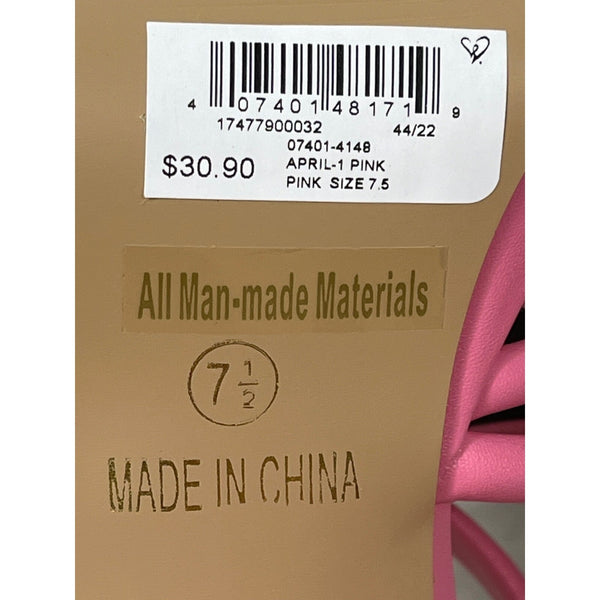 4 07401 48171 9
17477900032 44/22
07401-4148
$30.90 APRIL-1 PINK
PINK SIZE 7.5
All Man-made Materials
7 1/2
MADE IN CHINA